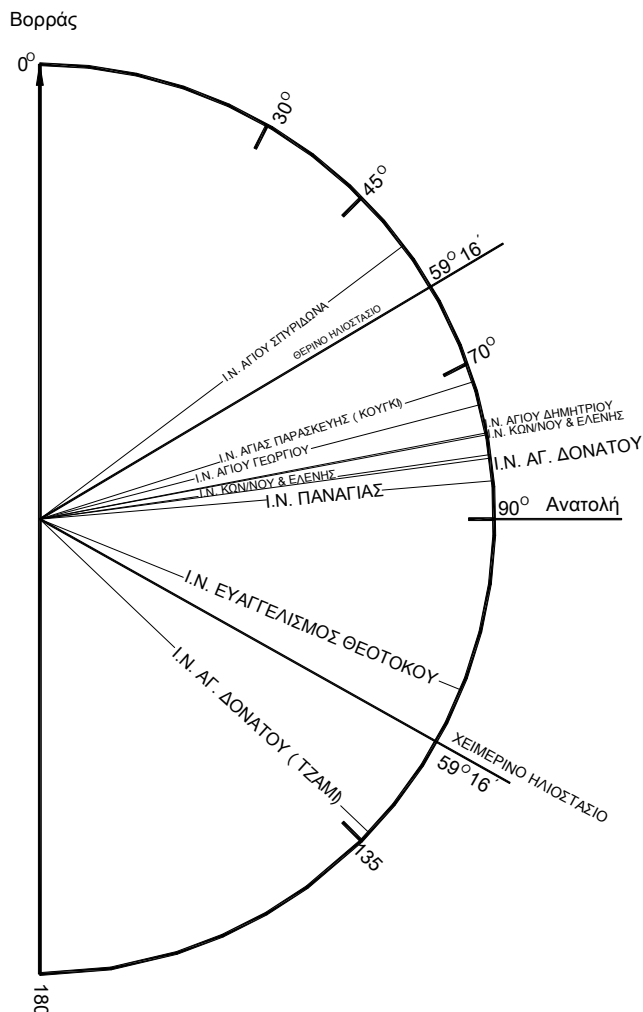 Βορράς
0°
30°
45°
59° 16΄
Ι.Ν. ΑΓΙΟΥ ΣΠΥΡΙΔΩΝΑ
ΘΕΡΙΝΟ ΗΛΙΟΣΤΑΣΙΟ
70°
Ι.Ν. ΑΓΙΑΣ ΠΑΡΑΣΚΕΥΗΣ ( ΚΟΥΓΚΙ)
Ι.Ν. ΑΓΙΟΥ ΔΗΜΗΤΡΙΟΥ
Ι.Ν. ΚΩΝ/ΝΟΥ & ΕΛΕΝΗΣ
Ι.Ν. ΑΓΙΟΥ ΓΕΩΡΓΙΟΥ
Ι.Ν. ΑΓ. ΔΟΝΑΤΟΥ
Ι.Ν. ΚΩΝ/ΝΟΥ & ΕΛΕΝΗΣ
Ι.Ν. ΠΑΝΑΓΙΑΣ
90° Ανατολή
Ι.Ν. ΕΥΑΓΓΕΛΙΣΜΟΣ ΘΕΟΤΟΚΟΥ
Ι.Ν. ΑΓ. ΔΟΝΑΤΟΥ ( ΤΖΑΜΙ)
ΧΕΙΜΕΡΙΝΟ ΗΛΙΟΣΤΑΣΙΟ
59° 16΄
135
180